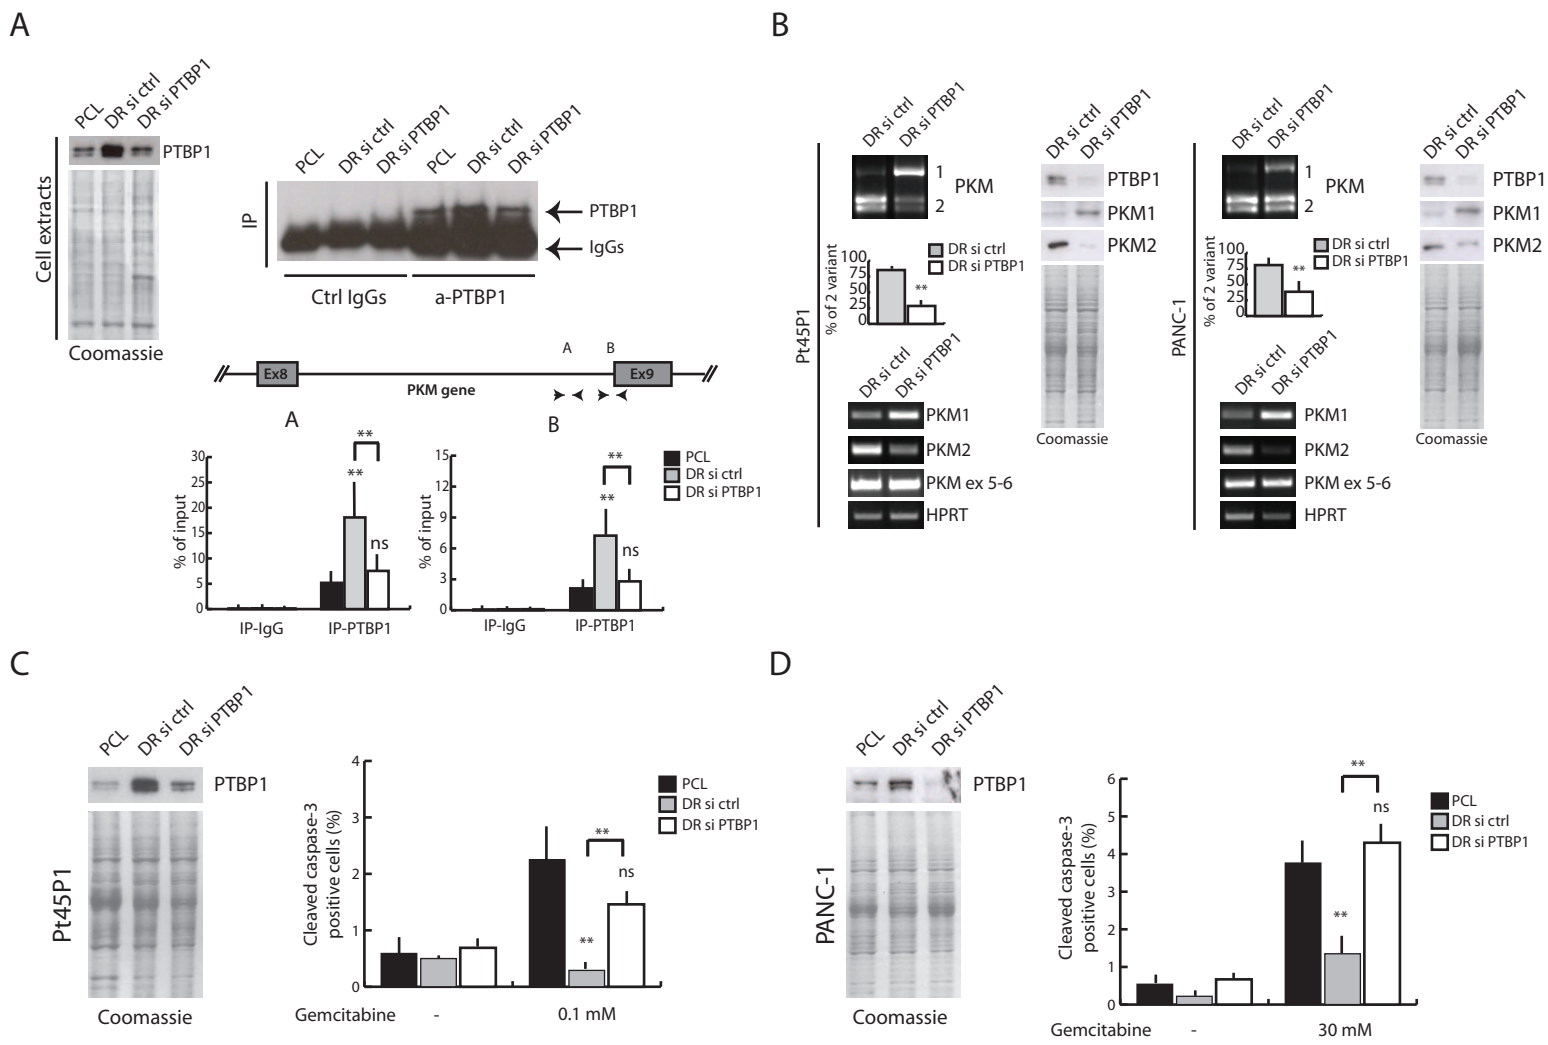 A
PCL
DR si ctrl
DR si PTBP1
PTBP1
Cell extracts
Coomassie
PCL
DR si ctrl
DR si PTBP1
PCL
DR si ctrl
DR si PTBP1
IP
PTBP1
IgGs
Ctrl IgGs
a-PTBP1
A
B
Ex8
Ex9
PKM gene
A
% of input
30
25
20
15
10
5
0
**
**
ns
IP-IgG
IP-PTBP1
B
% of input
15
12
9
6
3
0
**
**
ns
IP-IgG
IP-PTBP1
PCL
DR si ctrl
DR si PTBP1
B
Pt45P1
DR si ctrl
DR si PTBP1
1
2
PKM
% of 2 variant
100
75
50
25
0
**
DR si ctrl
DR si PTBP1
DR si ctrl
DR si PTBP1
PKM1
PKM2
PKM ex 5-6
HPRT
DR si ctrl
DR si PTBP1
PTBP1
PKM1
PKM2
Coomassie
PANC-1
DR si ctrl
DR si PTBP1
1
2
PKM
% of 2 variant
100
75
50
25
0
**
DR si ctrl
DR si PTBP1
DR si ctrl
DR si PTBP1
PKM1
PKM2
PKM ex 5-6
HPRT
DR si ctrl
DR si PTBP1
PTBP1
PKM1
PKM2
Coomassie
C
Pt45P1
PCL
DR si ctrl
DR si PTBP1
PTBP1
Coomassie
Cleaved caspase-3
positive cells (%)
4
3
2
1
0
**
**
ns
PCL
DR si ctrl
DR si PTBP1
Gemcitabine
-
0.1 mM
D
PANC-1
PCL
DR si ctrl
DR si PTBP1
PTBP1
Coomassie
Cleaved caspase-3
positive cells (%)
6
5
4
3
2
1
0
**
**
ns
PCL
DR si ctrl
DR si PTBP1
Gemcitabine
-
30 mM